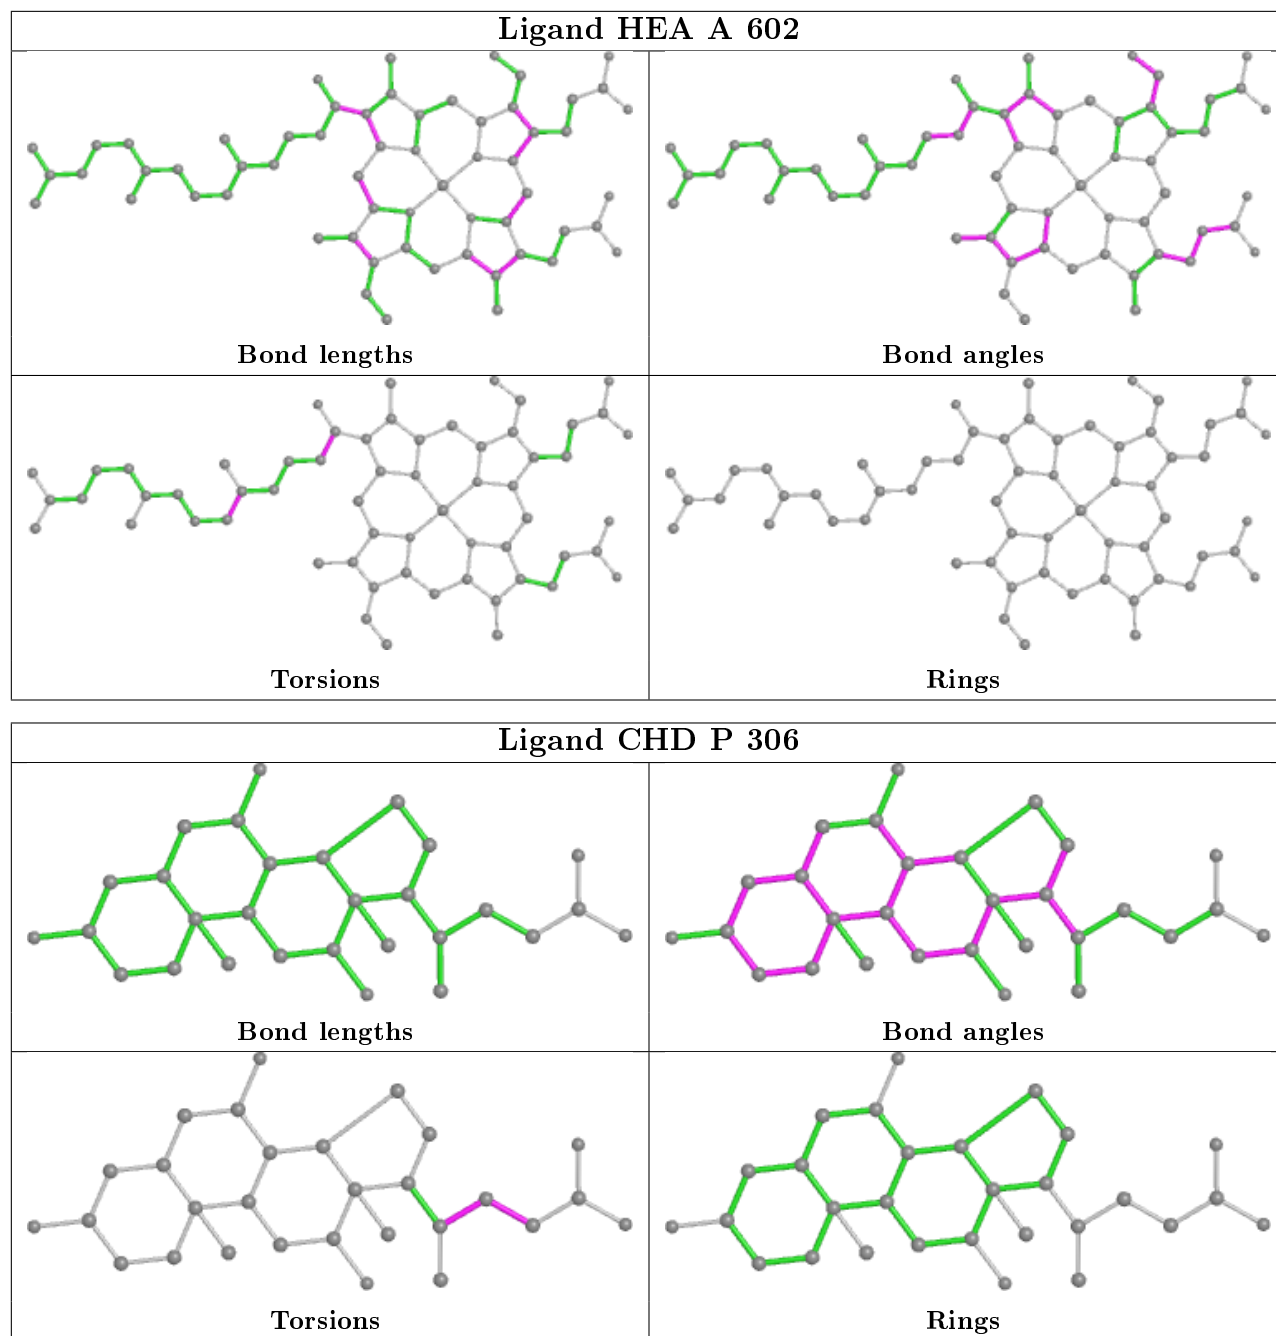 Ligand HEA A 602
Bond lengths
Bond angles
Torsions
Rings
Ligand CHD P 306
Bond lengths
Bond angles
Torsions
Rings